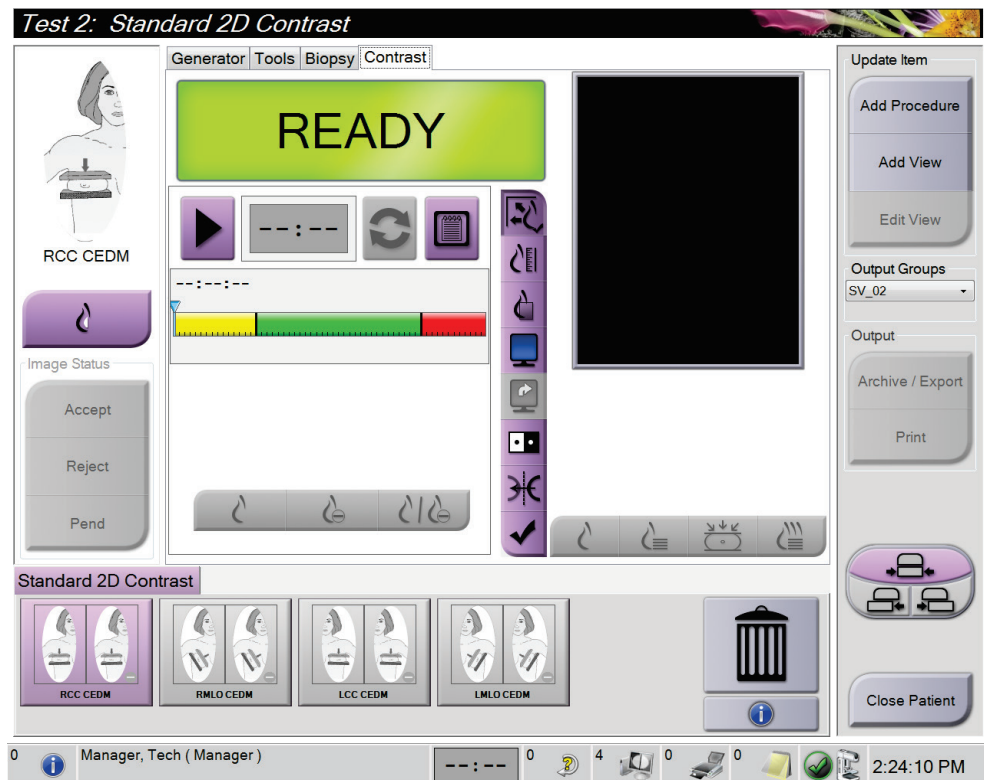 Test 2: Standard 2D Contrast
Generator Tools Biopsy Contrast
READY
--:--
--:--:--
RCC CEDM
Image Status
Accept
Reject
Pend
Update Item
Add Procedure
Add View
Edit View
Output Groups
SV_02
Output
Archive / Export
Print
Standard 2D Contrast
RCC CEDM
RMLO CEDM
LCC CEDM
LMLO CEDM
Close Patient
0
Manager, Tech ( Manager )
--:--
0
4
0
0
2:24:10 PM